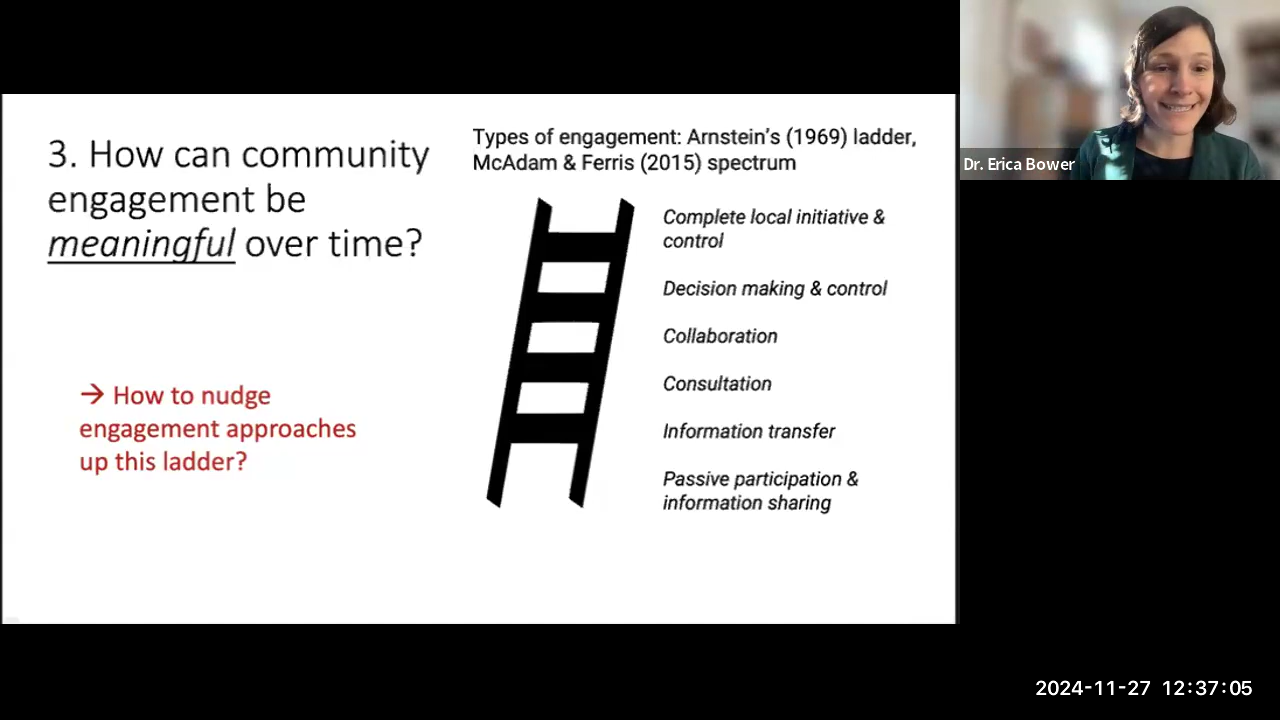 3. How can community
engagement be
meaningful over time?
→ How to nudge
engagement approaches
up this ladder?
Types of engagement: Arnstein's (1969) ladder,
McAdam & Ferris (2015) spectrum
Complete local initiative &
control
Decision making & control
Collaboration
Consultation
Information transfer
Passive participation &
information sharing
Dr. Erica Bower
2024-11-27 12:37:05